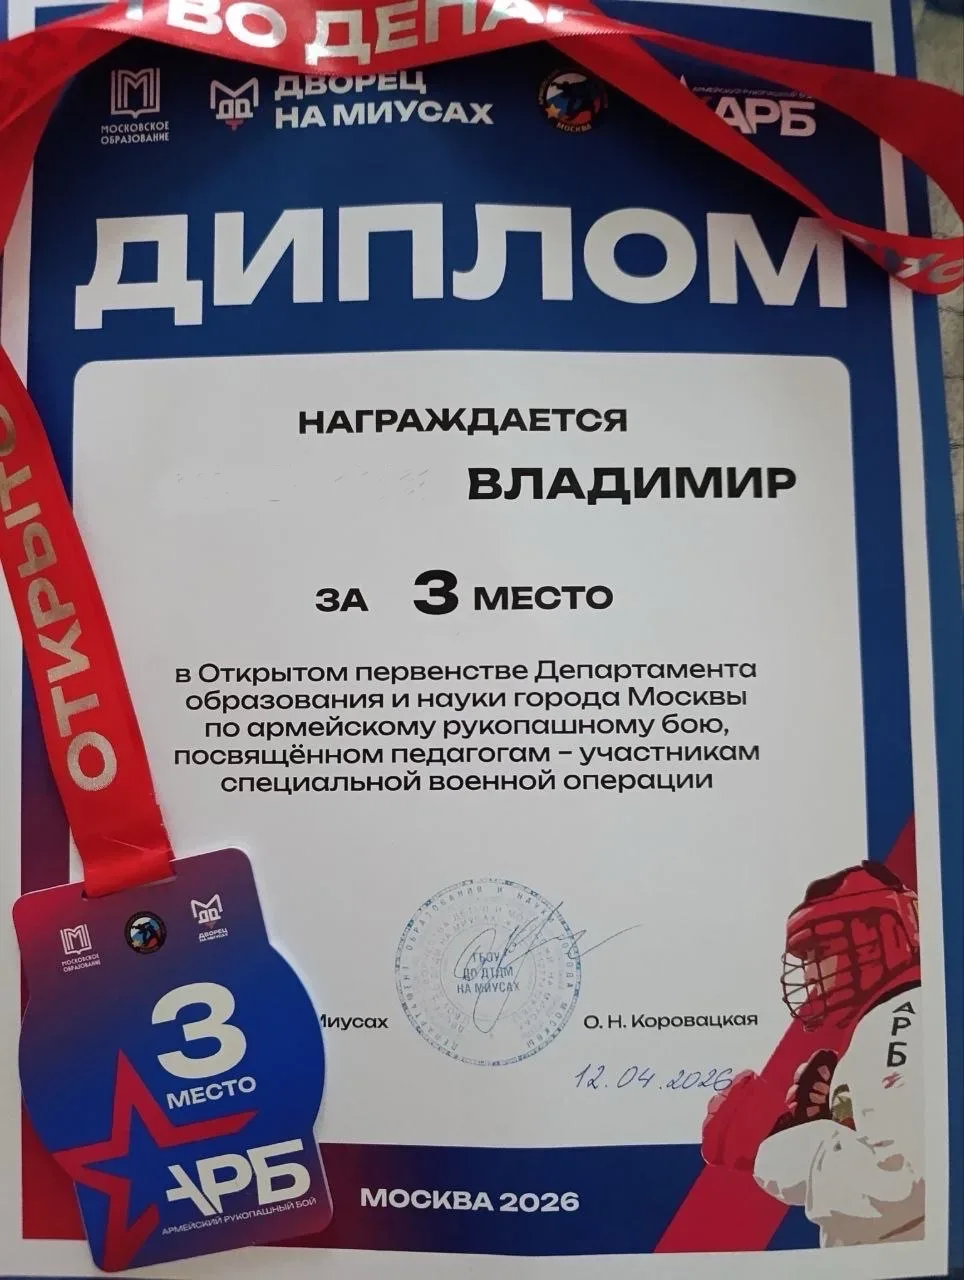 ВО ДЕПА
МОСКОВСКОЕ
ОБРАЗОВАНИЕ
ДВОРЕЦ
НА МИУСАХ
МОСКВА
АРБ
ДИПЛОМ
НАГРАЖДАЕТСЯ
ВЛАДИМИР
ЗА 3 МЕСТО
в Открытом первенстве Департамента
образования и науки города Москвы
по армейскому рукопашному бою,
посвящённом педагогам – участникам
специальной военной операции
ОТКРЫТО
ГБОУ
ДО ДТДМ
НА МИУСАХ
Миусах
О. Н. Коровацкая
12.04.2026
МОСКОВСКОЕ
ОБРАЗОВАНИЕ
ДВОРЕЦ
НА МИУСАХ
3
МЕСТО
АРБ
АРМЕЙСКИЙ РУКОПАШНЫЙ БОЙ
АРБ
МОСКВА 2026